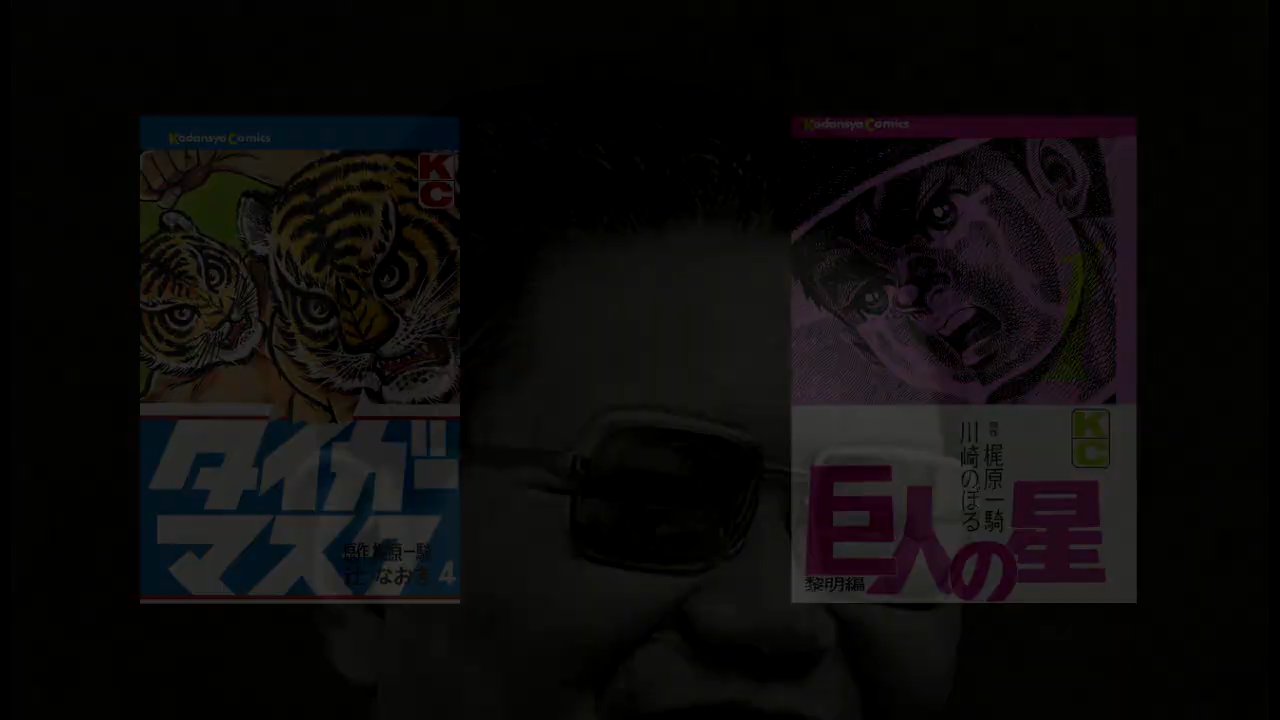 Kodansya Comics
K
C
タイガー
マスク
原作 梶原一騎
辻 なおき 4
Kodansya Comics
K
C
原作 梶原一騎
川崎のぼる
巨人の星
黎明編